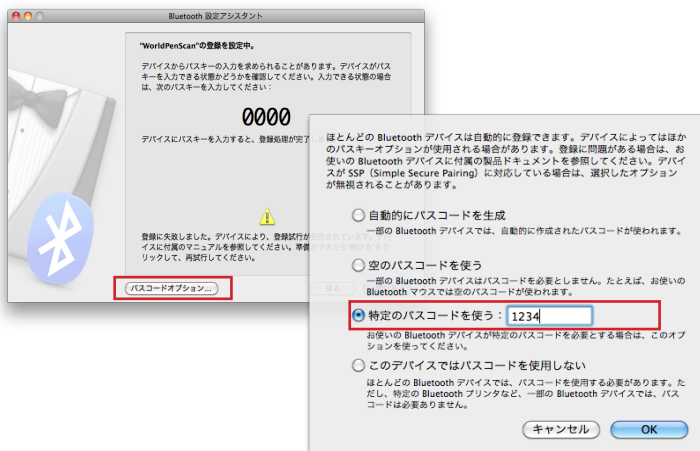 Bluetooth 設定アシスタント
"WorldPenScan"の登録を設定中。
デバイスからパスキーの入力を求められることがあります。デバイスがパス
キーを入力できる状態かどうかを確認してください。入力できる状態の場合
は、次のパスキーを入力してください：
0000
デバイスにパスキーを入力すると、登録処理が完了し
登録に失敗しました。デバイスにより、登録試行が
イスに付属のマニュアルを参照してください。準備ができたら"続ける"をク
リックして、再試行してください。
パスコードオプション...
戻る
ほとんどの Bluetooth デバイスは自動的に登録できます。デバイスによってはほか
のパスキーオプションが使用される場合があります。登録に問題がある場合は、お
使いの Bluetooth デバイスに付属の製品ドキュメントを参照してください。デバイ
スが SSP（Simple Secure Pairing）に対応している場合は、選択したオプション
が無視されることがあります。
自動的にパスコードを生成
一部の Bluetooth デバイスでは、自動的に作成されたパスコードが使われます。
空のパスコードを使う
一部の Bluetooth デバイスはパスコードを必要としません。たとえば、お使いの
Bluetooth マウスでは空のパスコードが使われます。
特定のパスコードを使う：1234
お使いの Bluetooth デバイスが特定のパスコードを必要とする場合は、このオプ
ションを使ってください。
このデバイスではパスコードを使用しない
ほとんどの Bluetooth デバイスでは、パスコードを使用する必要があります。た
だし、特定の Bluetooth プリンタなど、一部の Bluetooth デバイスでは、パス
コードは必要ありません。
キャンセル
OK